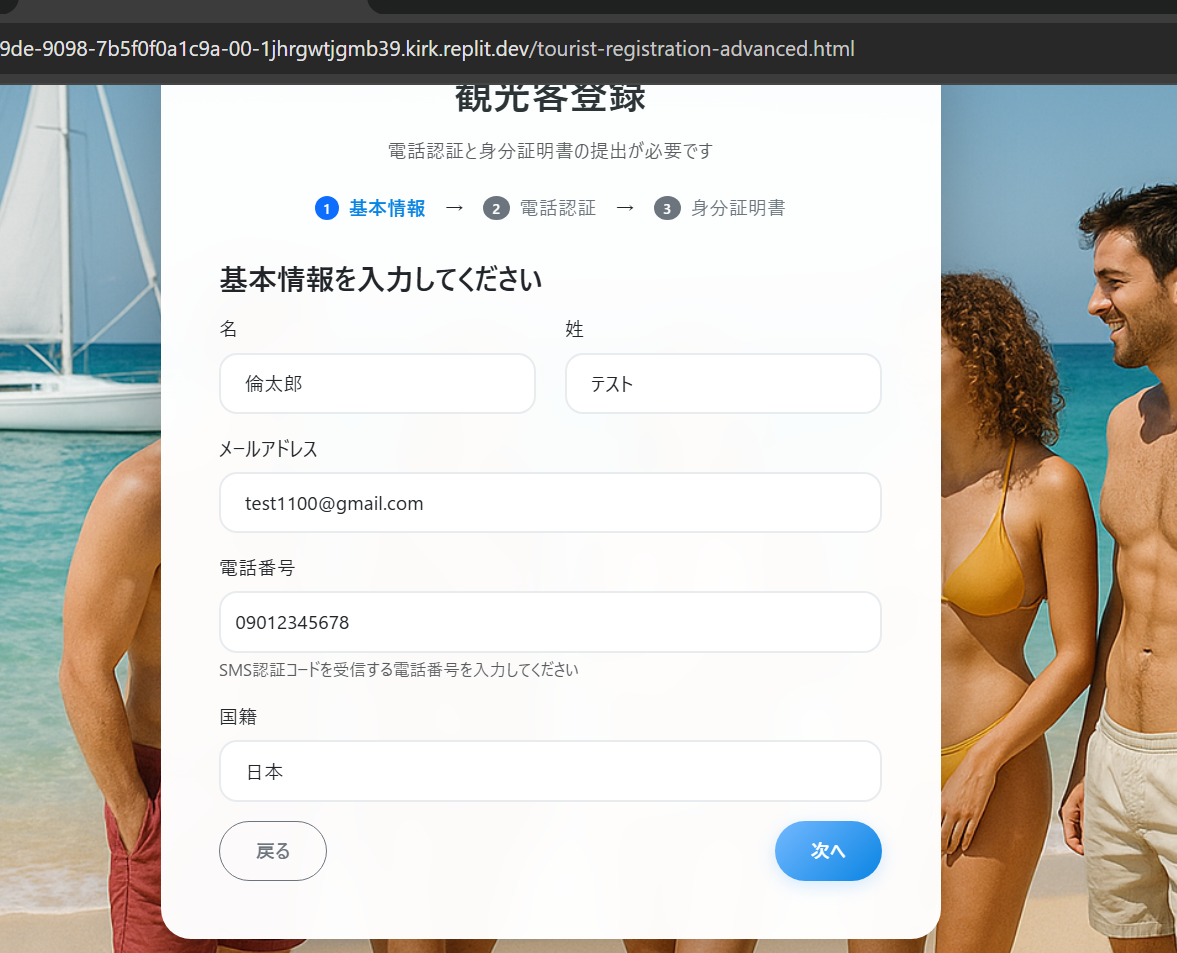 9de-9098-7b5f0f0a1c9a-00-1jhrgwtjgmb39.kirk.replit.dev/tourist-registration-advanced.html
観光客登録
電話認証と身分証明書の提出が必要です
1 基本情報 → 2 電話認証 → 3 身分証明書
基本情報を入力してください
名 姓
倫太郎 テスト
メールアドレス
test1100@gmail.com
電話番号
09012345678
SMS認証コードを受信する電話番号を入力してください
国籍
日本
戻る 次へ